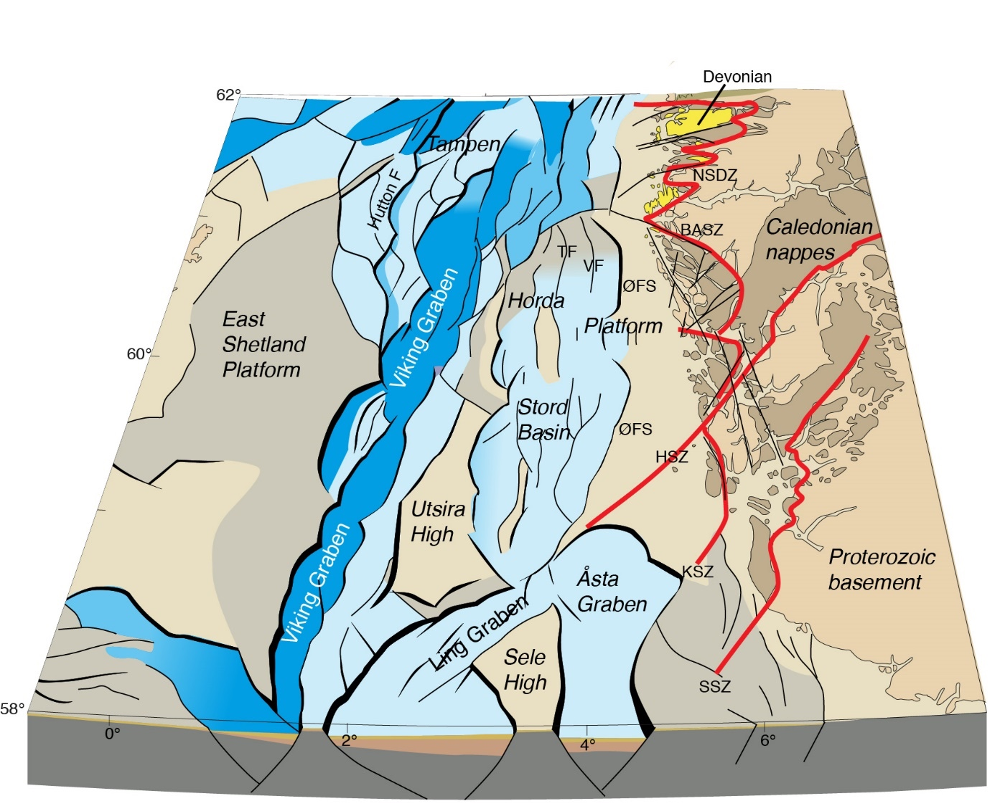 Devonian
62°
Tampen
NSDZ
Hutton F
BASZ
Caledonian
nappes
TF
VF
ØFS
Horda
Platform
East
Shetland
Platform
Viking Graben
60°
Stord
Basin
ØFS
HSZ
Utsira
High
Viking Graben
KSZ
Proterozoic
basement
Åsta
Graben
Ling Graben
Sele
High
SSZ
58°
0°
2°
4°
6°